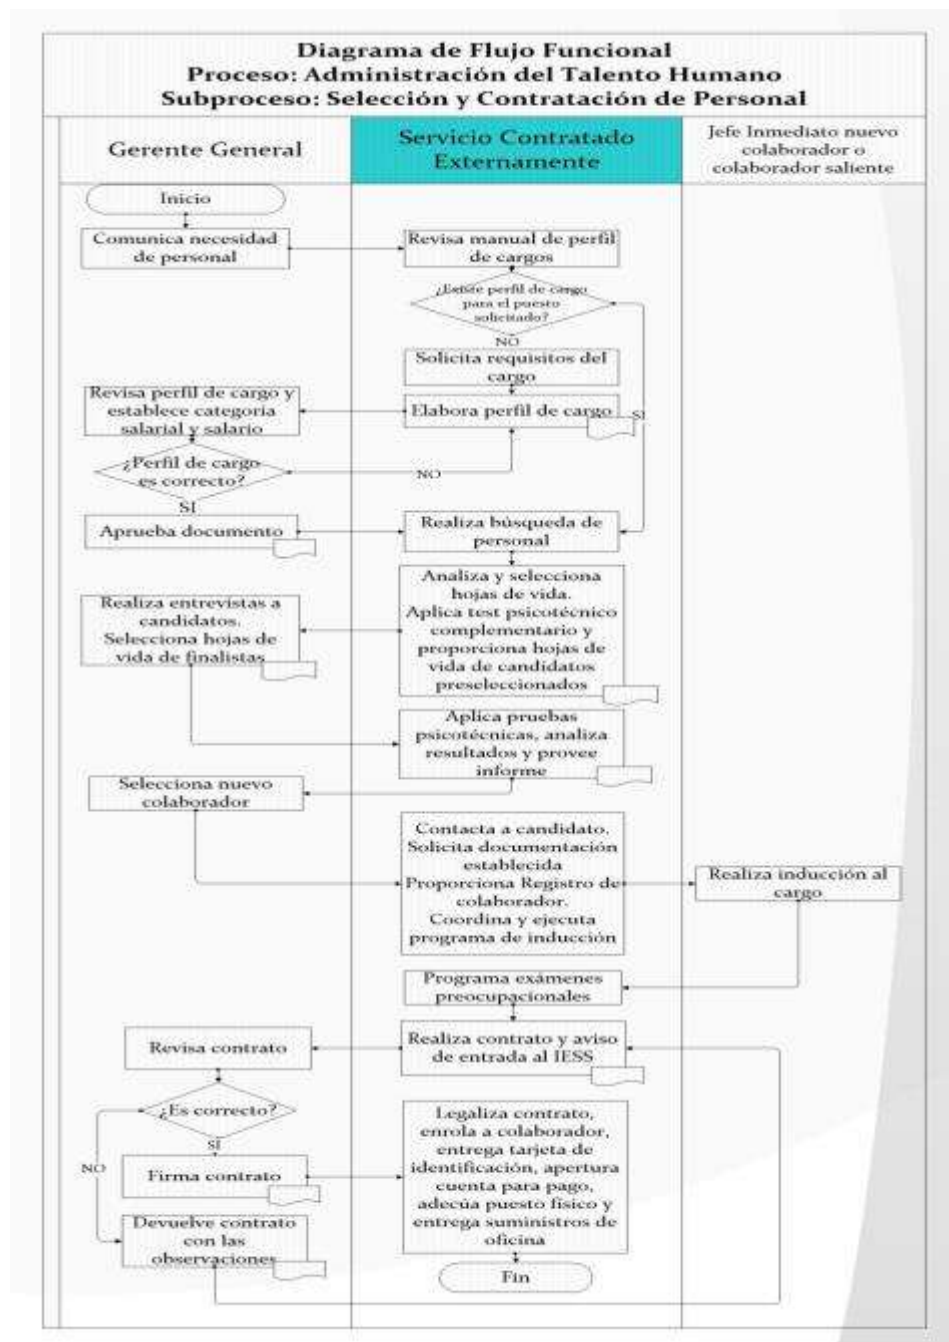 Diagrama de Flujo Funcional
Proceso: Administración del Talento Humano
Subproceso: Selección y Contratación de Personal
Gerente General
Servicio Contratado
Externamente
Jefe Inmediato nuevo
colaborador o
colaborador saliente
Inicio
Comunica necesidad
de personal
Revisa manual de perfil
de cargos
¿Existe perfil de cargo
para el puesto
solicitado?
NO
Solicita requisitos del
cargo
Revisa perfil de cargo y
establece categoria
salarial y salario
Elabora perfil de cargo
SI
¿Perfil de cargo
es correcto?
NO
SI
Aprueba documento
Realiza búsqueda de
personal
Analiza y selecciona
hojas de vida.
Aplica test psicotécnico
complementario y
proporciona hojas de
vida de candidatos
preseleccionados
Realiza entrevistas a
candidatos.
Selecciona hojas de
vida de finalistas
Aplica pruebas
psicotécnicas, analiza
resultados y provee
informe
Selecciona nuevo
colaborador
Contacta a candidato.
Solicita documentación
establecida
Proporciona Registro de
colaborador.
Coordina y ejecuta
programa de inducción
Realiza inducción al
cargo
Programa exámenes
preocupacionales
Revisa contrato
Realiza contrato y aviso
de entrada al IESS
¿Es correcto?
SI
NO
Firma contrato
Legaliza contrato,
enrola a colaborador,
entrega tarjeta de
identificación, apertura
cuenta para pago,
adecúa puesto físico y
entrega suministros de
oficina
Devuelve contrato
con las
observaciones
Fin